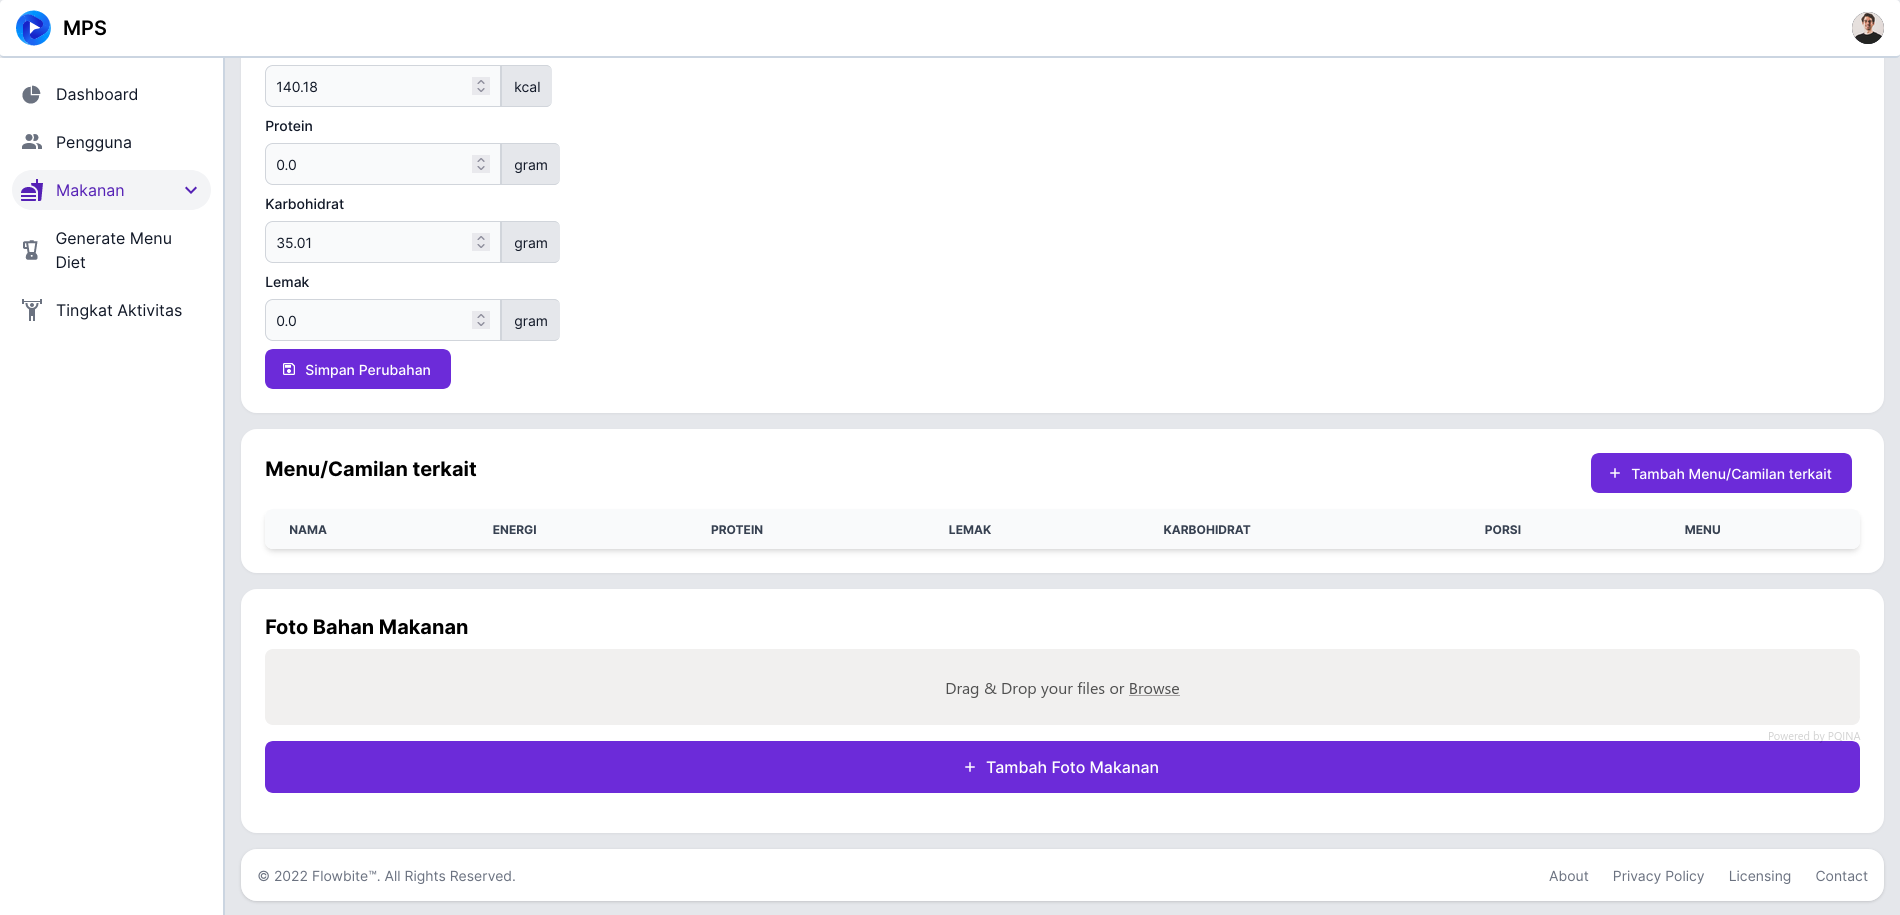 MPS
Dashboard
Pengguna
Makanan
Generate Menu
Diet
Tingkat Aktivitas
140.18 kcal
Protein
0.0 gram
Karbohidrat
35.01 gram
Lemak
0.0 gram
Simpan Perubahan
Menu/Camilan terkait
+ Tambah Menu/Camilan terkait
NAMA ENERGI PROTEIN LEMAK KARBOHIDRAT PORSI MENU
Foto Bahan Makanan
Drag & Drop your files or Browse
Powered by PQINA
+ Tambah Foto Makanan
© 2022 Flowbite™. All Rights Reserved.
About Privacy Policy Licensing Contact